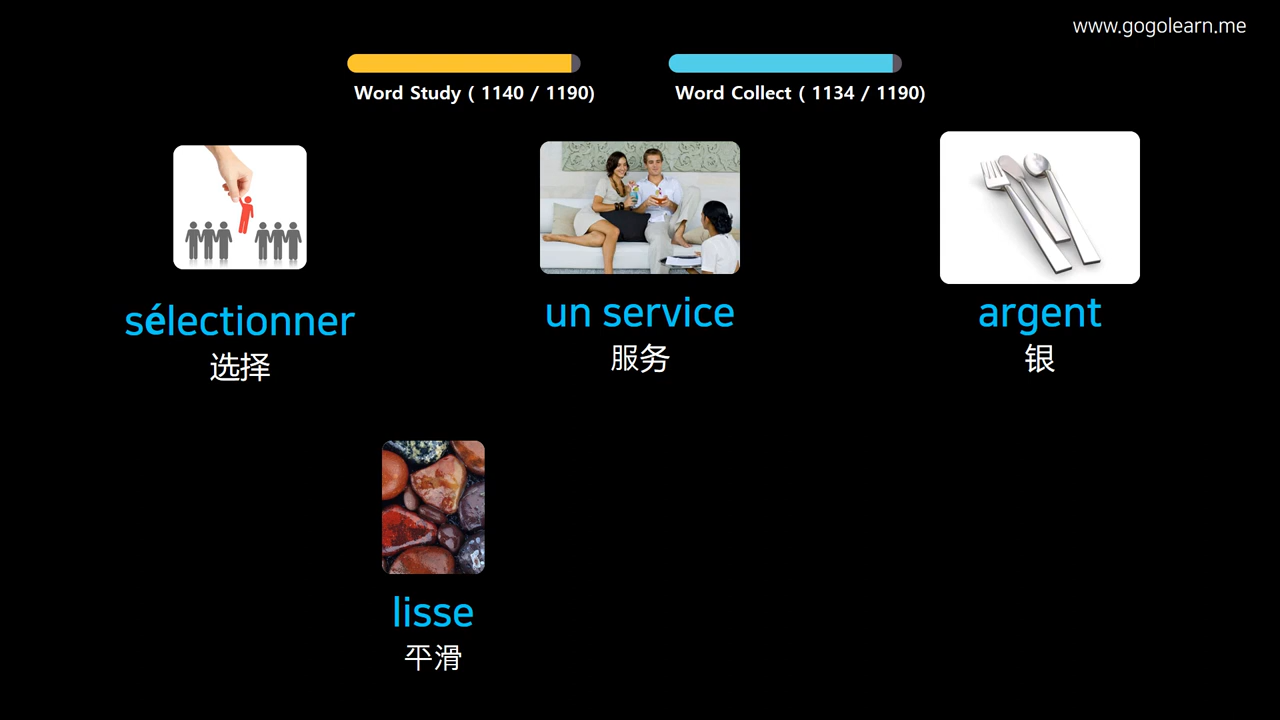 www.gogolearn.me
Word Study ( 1140 / 1190)
Word Collect ( 1134 / 1190)
sélectionner
选择
un service
服务
argent
银
lisse
平滑